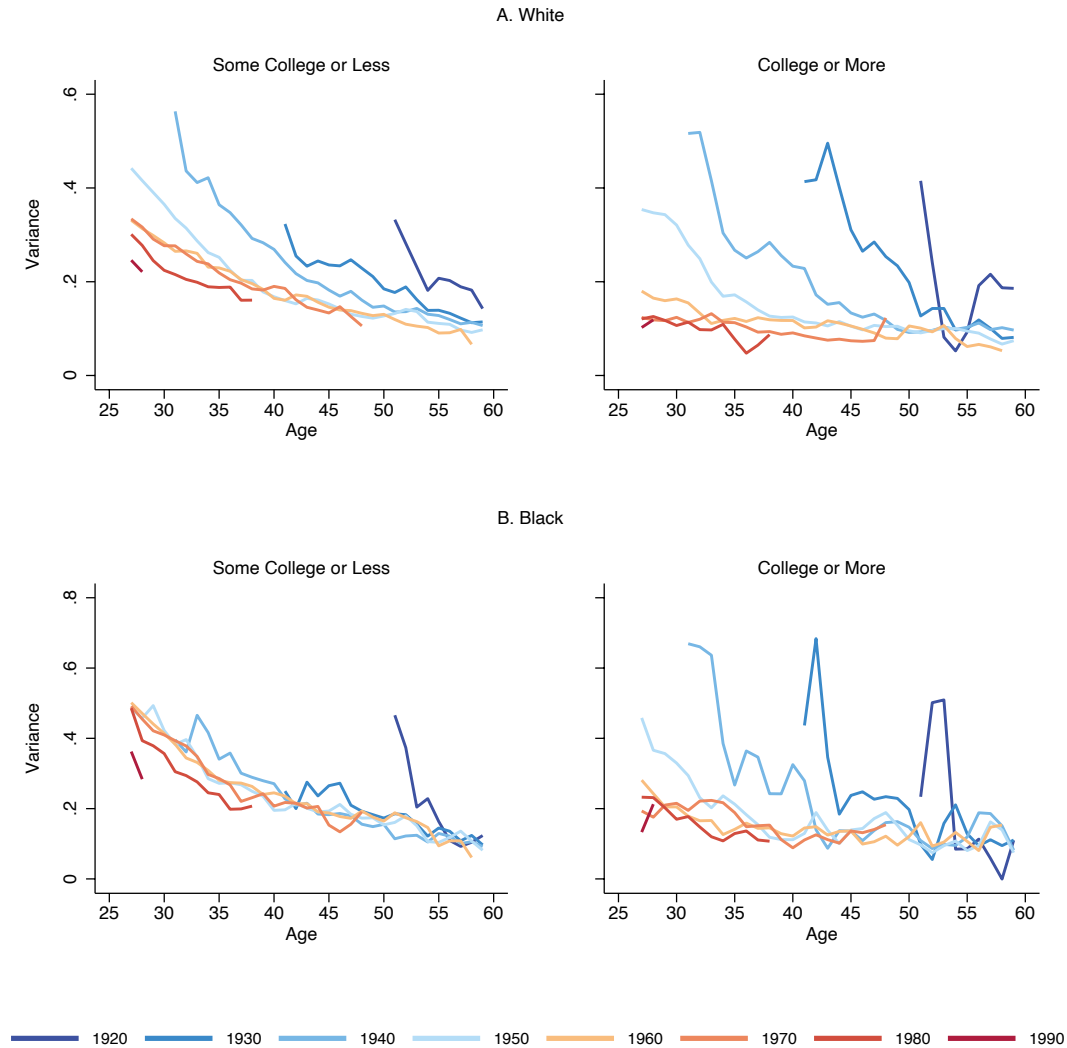 A. White
Some College or Less
College or More
Variance
.6
.4
.2
0
25 30 35 40 45 50 55 60
25 30 35 40 45 50 55 60
Age
Age
B. Black
Some College or Less
College or More
Variance
.8
.6
.4
.2
0
25 30 35 40 45 50 55 60
25 30 35 40 45 50 55 60
Age
Age
1920 1930 1940 1950 1960 1970 1980 1990